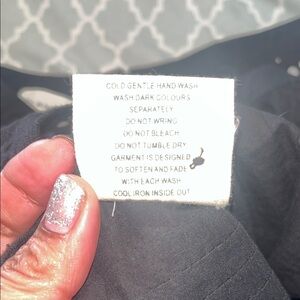 COLD GENTLE HAND WASH
WASH DARK COLOURS
SEPARATELY
DO NOT WRING
DO NOT BLEACH
DO NOT TUMBLE DRY
GARMENT IS DESIGNED
TO SOFTEN AND FADE
WITH EACH WASH
COOL IRON INSIDE OUT